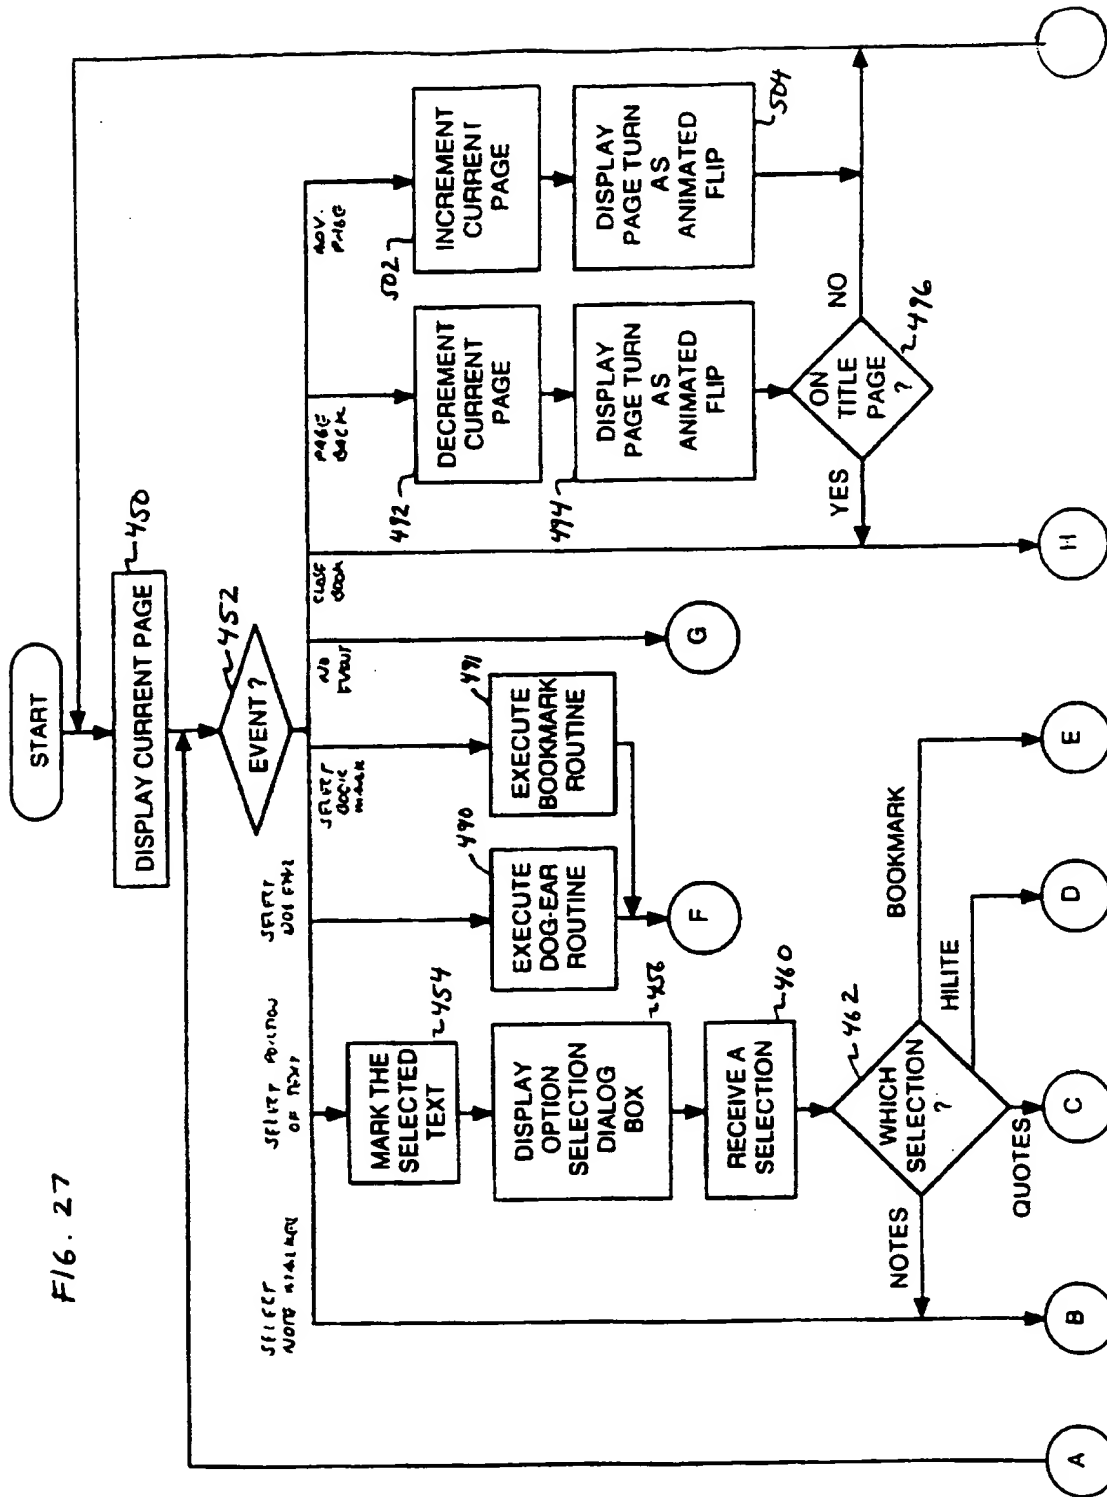 FIG. 27
START
DISPLAY CURRENT PAGE
450
EVENT ?
452
SELECT
NOTE
SELECT PORTION
OF TEXT
SELECT
DOG EAR
SELECT
BOOK
MARK
NO
EVENT
CLOSE
BOOK
PAGE
BACK
ADV.
PAGE
MARK THE
SELECTED
TEXT
454
DISPLAY
OPTION
SELECTION
DIALOG
BOX
456
RECEIVE A
SELECTION
460
WHICH
SELECTION
?
462
NOTES
QUOTES
HILITE
BOOKMARK
EXECUTE
DOG-EAR
ROUTINE
490
EXECUTE
BOOKMARK
ROUTINE
491
F
G
DECREMENT
CURRENT
PAGE
492
DISPLAY
PAGE TURN
AS
ANIMATED
FLIP
494
ON
TITLE
PAGE
?
496
YES
NO
INCREMENT
CURRENT
PAGE
502
DISPLAY
PAGE TURN
AS
ANIMATED
FLIP
504
A
B
C
D
E
H